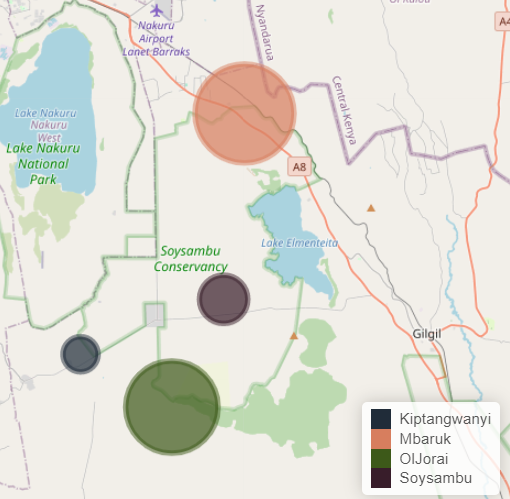 Ol Kalou
Nakuru
Airport
Lanet Barraks
Nyandarua
A4
Central-Kenya
Lake Nakuru
Nakuru
West
Lake Nakuru
National
Park
A8
Lake Elmenteita
Soysambu
Conservancy
Gilgil
Kiptangwanyi
Mbaruk
OlJorai
Soysambu